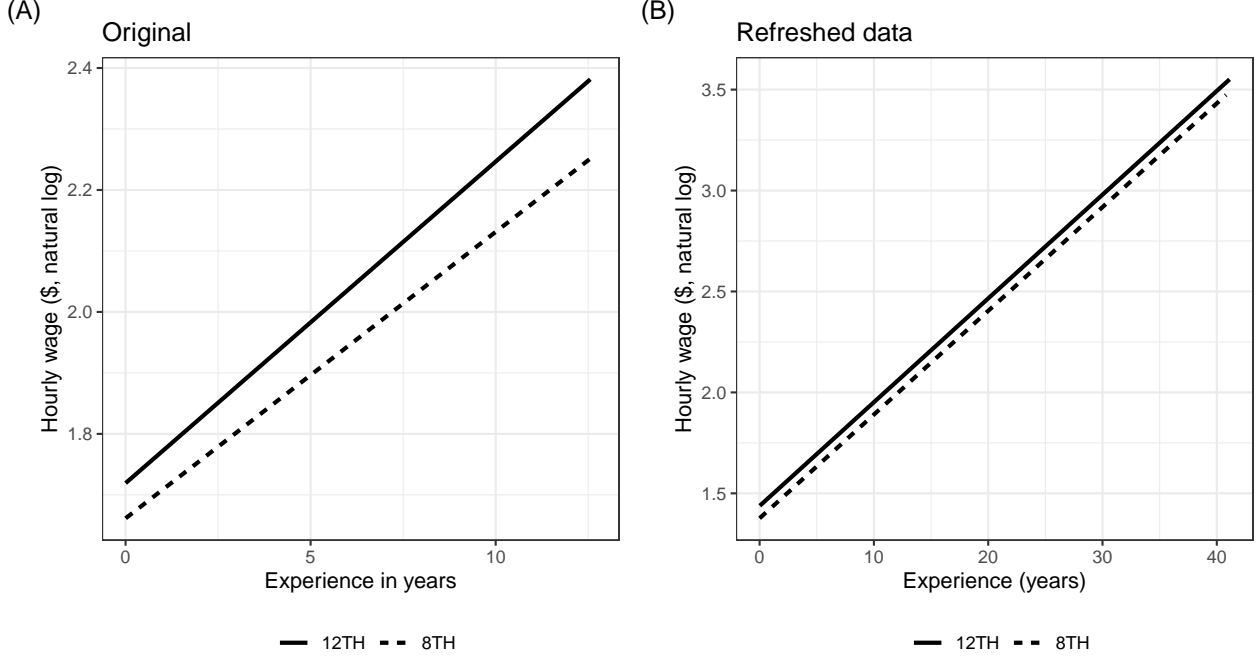 (A)
Original
2.4
2.2
2.0
1.8
Hourly wage ($, natural log)
0 5 10
Experience in years
12TH 8TH
(B)
Refreshed data
3.5
3.0
2.5
2.0
1.5
Hourly wage ($, natural log)
0 10 20 30 40
Experience (years)
12TH 8TH